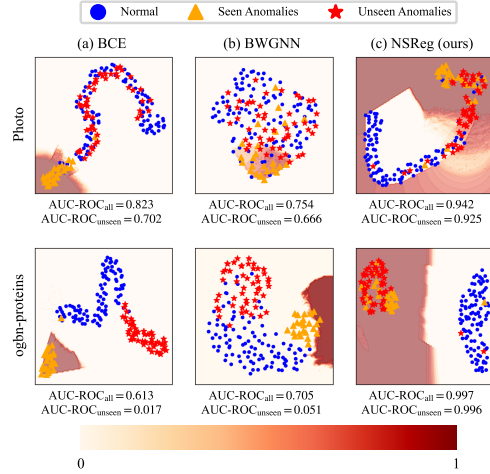 Normal Seen Anomalies Unseen Anomalies
(a) BCE (b) BWGNN (c) NSReg (ours)
Photo
AUC-ROCall = 0.823 AUC-ROCall = 0.754 AUC-ROCall = 0.942
AUC-ROCunseen = 0.702 AUC-ROCunseen = 0.666 AUC-ROCunseen = 0.925
ogbn-proteins
AUC-ROCall = 0.613 AUC-ROCall = 0.705 AUC-ROCall = 0.997
AUC-ROCunseen = 0.017 AUC-ROCunseen = 0.051 AUC-ROCunseen = 0.996
0 1